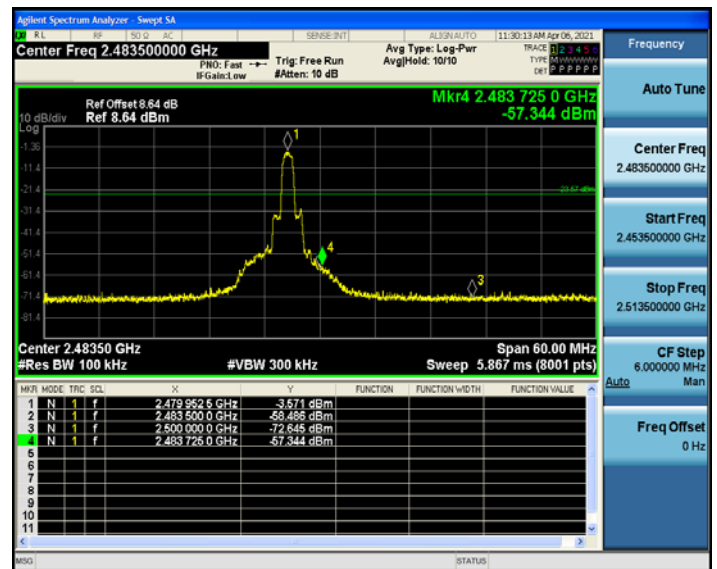 Agilent Spectrum Analyzer - Swept SA
RL RF 50 Ω AC SENSE:INT ALIGN AUTO 11:30:13 AM Apr 06, 2021
Center Freq 2.483500000 GHz
PNO: Fast
IFGain:Low
Trig: Free Run
#Atten: 10 dB
Avg Type: Log-Pwr
Avg|Hold: 10/10
TRACE 1 2 3 4 5 6
TYPE M
DET P P P P P P
Ref Offset 8.64 dB
Ref 8.64 dBm
10 dB/div
Log
Mkr4 2.483 725 0 GHz
-57.344 dBm
-1.36
-11.4
-21.4
-31.4
-41.4
-51.4
-61.4
-71.4
-81.4
1
4
3
-23.57 dBm
Center 2.48350 GHz Span 60.00 MHz
#Res BW 100 kHz #VBW 300 kHz Sweep 5.867 ms (8001 pts)
MKR MODE TRC SCL X Y FUNCTION FUNCTION WIDTH FUNCTION VALUE
1 N 1 f 2.479 952 5 GHz -3.571 dBm
2 N 1 f 2.483 500 0 GHz -58.486 dBm
3 N 1 f 2.500 000 0 GHz -72.645 dBm
4 N 1 f 2.483 725 0 GHz -57.344 dBm
5
6
7
8
9
10
11
MSG STATUS
Frequency
Auto Tune
Center Freq
2.483500000 GHz
Start Freq
2.453500000 GHz
Stop Freq
2.513500000 GHz
CF Step
6.000000 MHz
Auto Man
Freq Offset
0 Hz